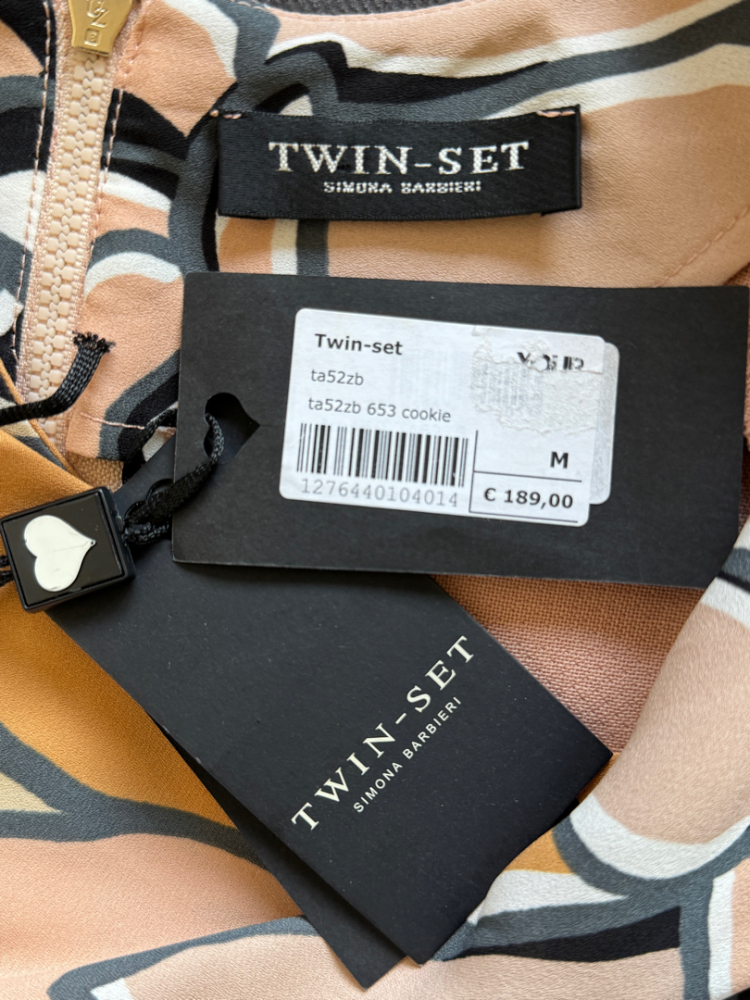 TWIN-SET
SIMONA BARBIERI
Twin-set
ta52zb
ta52zb 653 cookie
M
1276440104014
€ 189,00
TWIN-SET
SIMONA BARBIERI